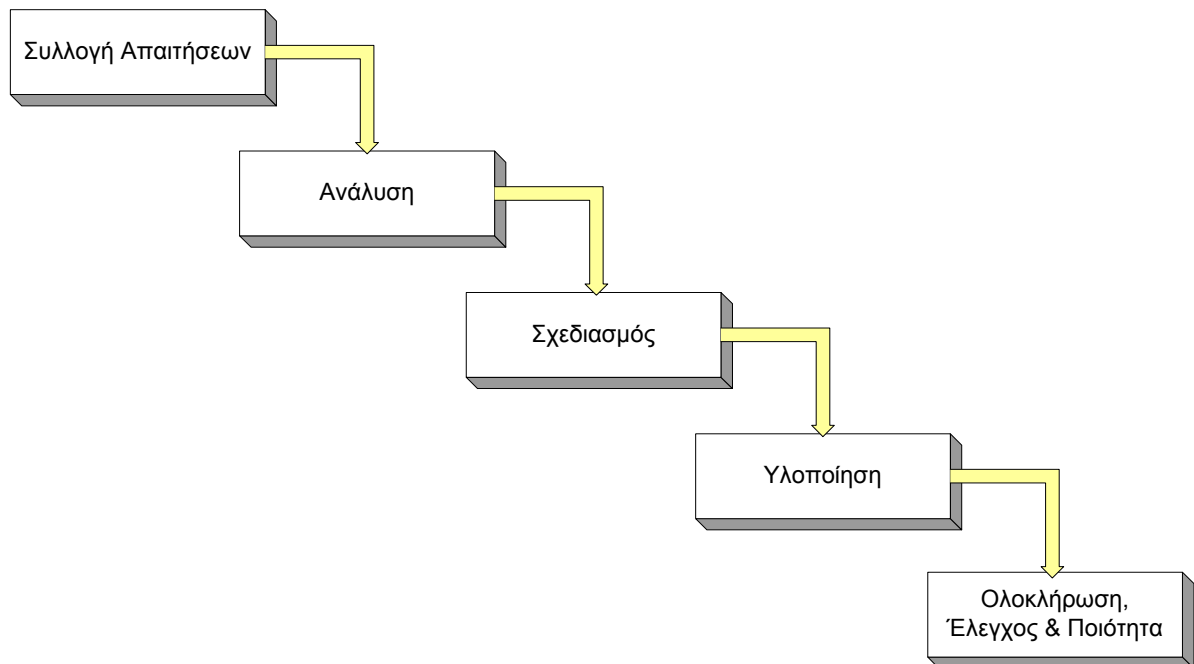 Συλλογή Απαιτήσεων
Ανάλυση
Σχεδιασμός
Υλοποίηση
Ολοκλήρωση,
Έλεγχος & Ποιότητα